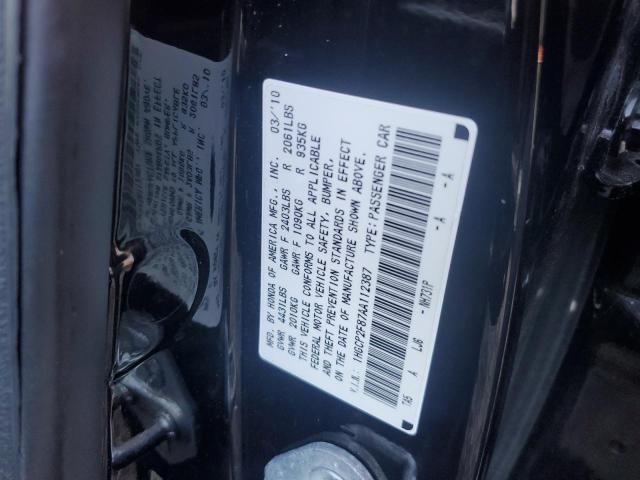 MFD. BY HONDA OF AMERICA MFG., INC. 03/'10
GVWR 4431LBS GAWR F 2403LBS R 2061LBS
GVWR 2010KG GAWR F 1090KG R 935KG
THIS VEHICLE CONFORMS TO ALL APPLICABLE
FEDERAL MOTOR VEHICLE SAFETY, BUMPER,
AND THEFT PREVENTION STANDARDS IN EFFECT
ON THE DATE OF MANUFACTURE SHOWN ABOVE.
V.I.N.: 1HGCP2F87AA112387 TYPE: PASSENGER CAR
TA5 A LJ6 - NH731P - A - A